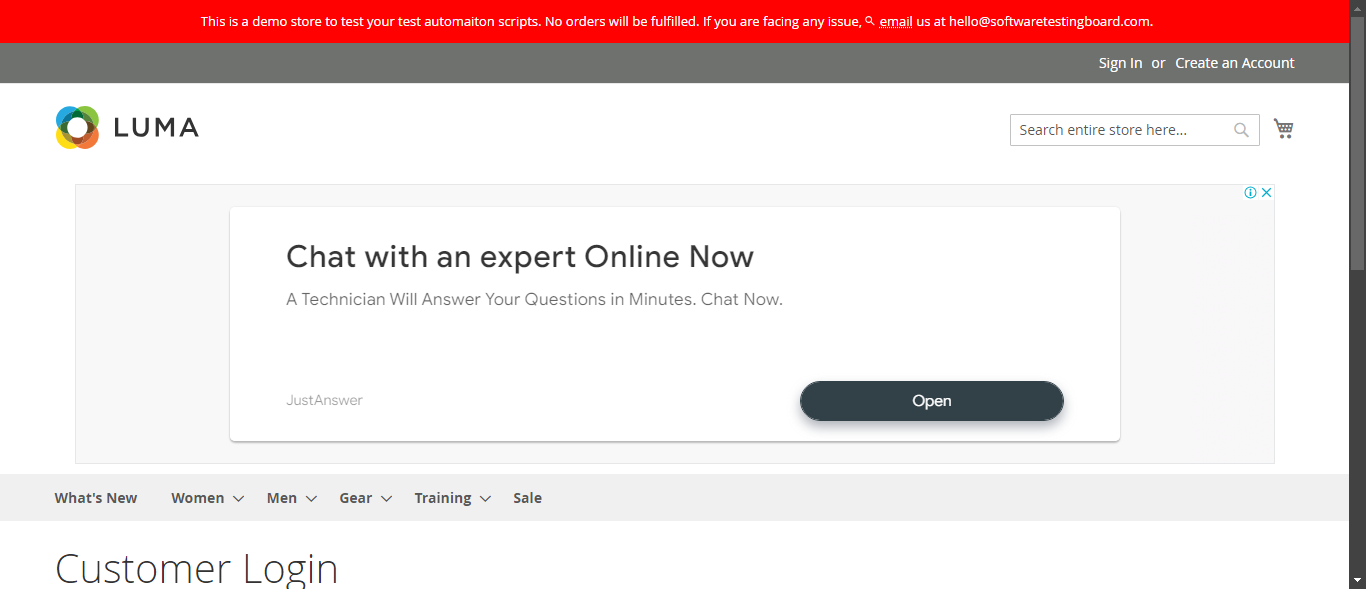 This is a demo store to test your test automaiton scripts. No orders will be fulfilled. If you are facing any issue, email us at hello@softwaretestingboard.com.
Sign In or Create an Account
LUMA
Search entire store here...
Chat with an expert Online Now
A Technician Will Answer Your Questions in Minutes. Chat Now.
JustAnswer
Open
What's New Women Men Gear Training Sale
Customer Login